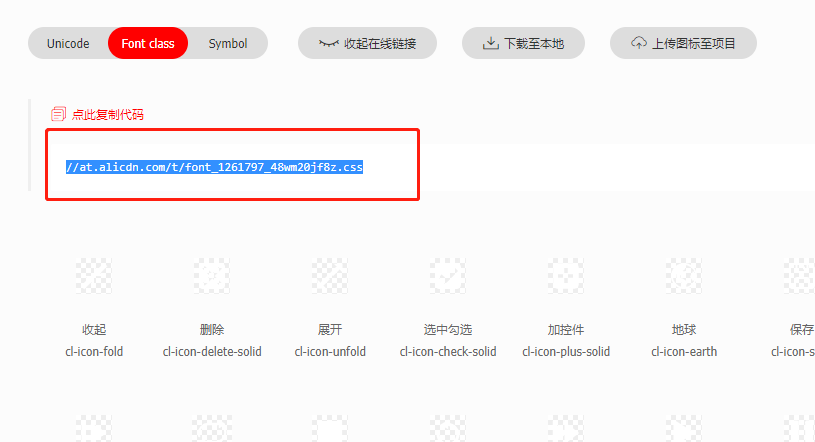 Unicode Font class Symbol 收起在线链接 下载至本地 上传图标至项目
点此复制代码
//at.alicdn.com/t/font_1261797_48wm20jf8z.css
收起 删除 展开 选中勾选 加控件 地球 保存
cl-icon-fold cl-icon-delete-solid cl-icon-unfold cl-icon-check-solid cl-icon-plus-solid cl-icon-earth cl-icon-s